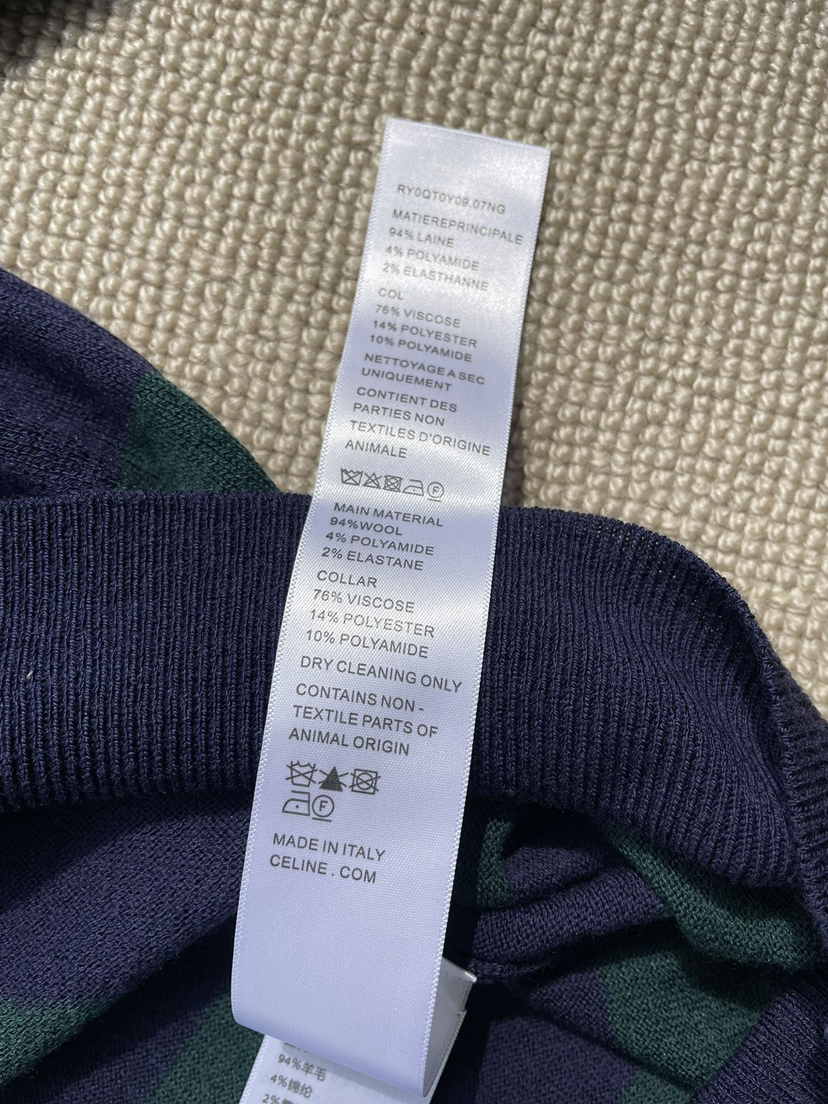 RY0QT0Y09.07NG
MATIEREPRINCIPALE
94% LAINE
4% POLYAMIDE
2% ELASTHANNE
COL
76% VISCOSE
14% POLYESTER
10% POLYAMIDE
NETTOYAGE A SEC
UNIQUEMENT
CONTIENT DES
PARTIES NON
TEXTILES D'ORIGINE
ANIMALE
F
MAIN MATERIAL
94%WOOL
4% POLYAMIDE
2% ELASTANE
COLLAR
76% VISCOSE
14% POLYESTER
10% POLYAMIDE
DRY CLEANING ONLY
CONTAINS NON -
TEXTILE PARTS OF
ANIMAL ORIGIN
F
MADE IN ITALY
CELINE . COM
94%羊毛
4%锦纶
2%